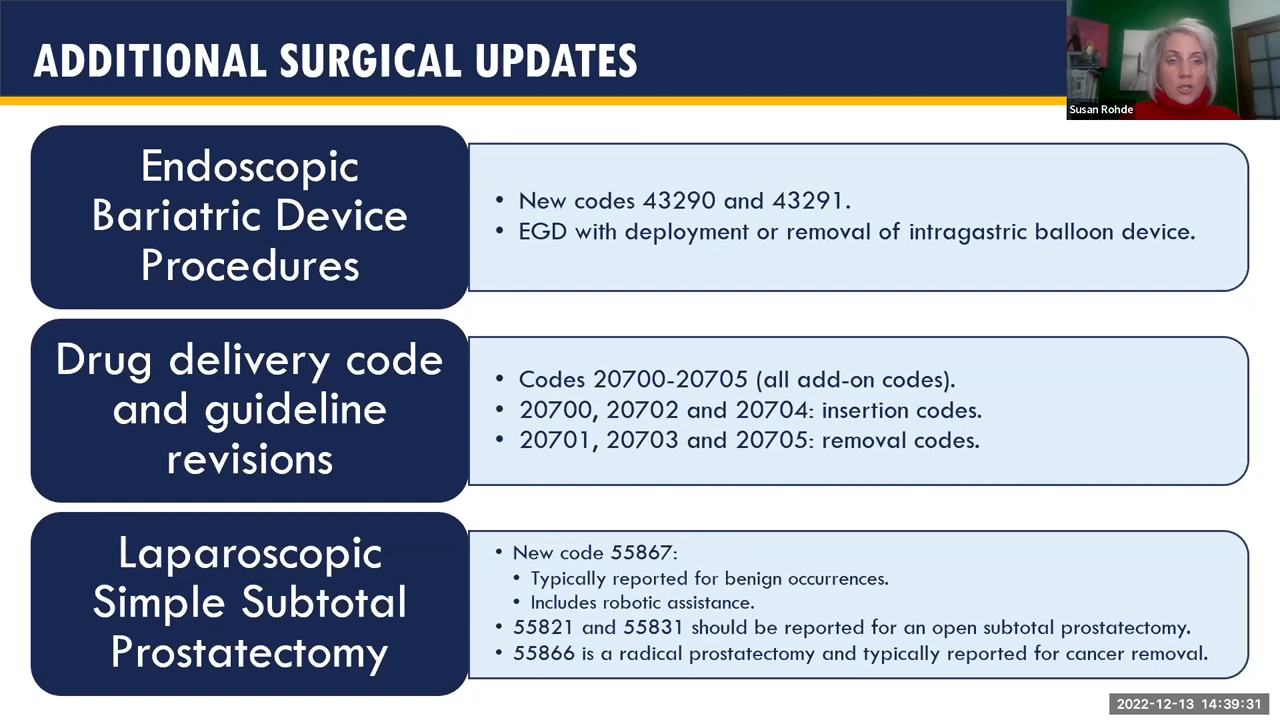 ADDITIONAL SURGICAL UPDATES
Susan Rohde
Endoscopic
Bariatric Device
Procedures
• New codes 43290 and 43291.
• EGD with deployment or removal of intragastric balloon device.
Drug delivery code
and guideline
revisions
• Codes 20700-20705 (all add-on codes).
• 20700, 20702 and 20704: insertion codes.
• 20701, 20703 and 20705: removal codes.
Laparoscopic
Simple Subtotal
Prostatectomy
• New code 55867:
• Typically reported for benign occurrences.
• Includes robotic assistance.
• 55821 and 55831 should be reported for an open subtotal prostatectomy.
• 55866 is a radical prostatectomy and typically reported for cancer removal.
2022-12-13 14:39:31